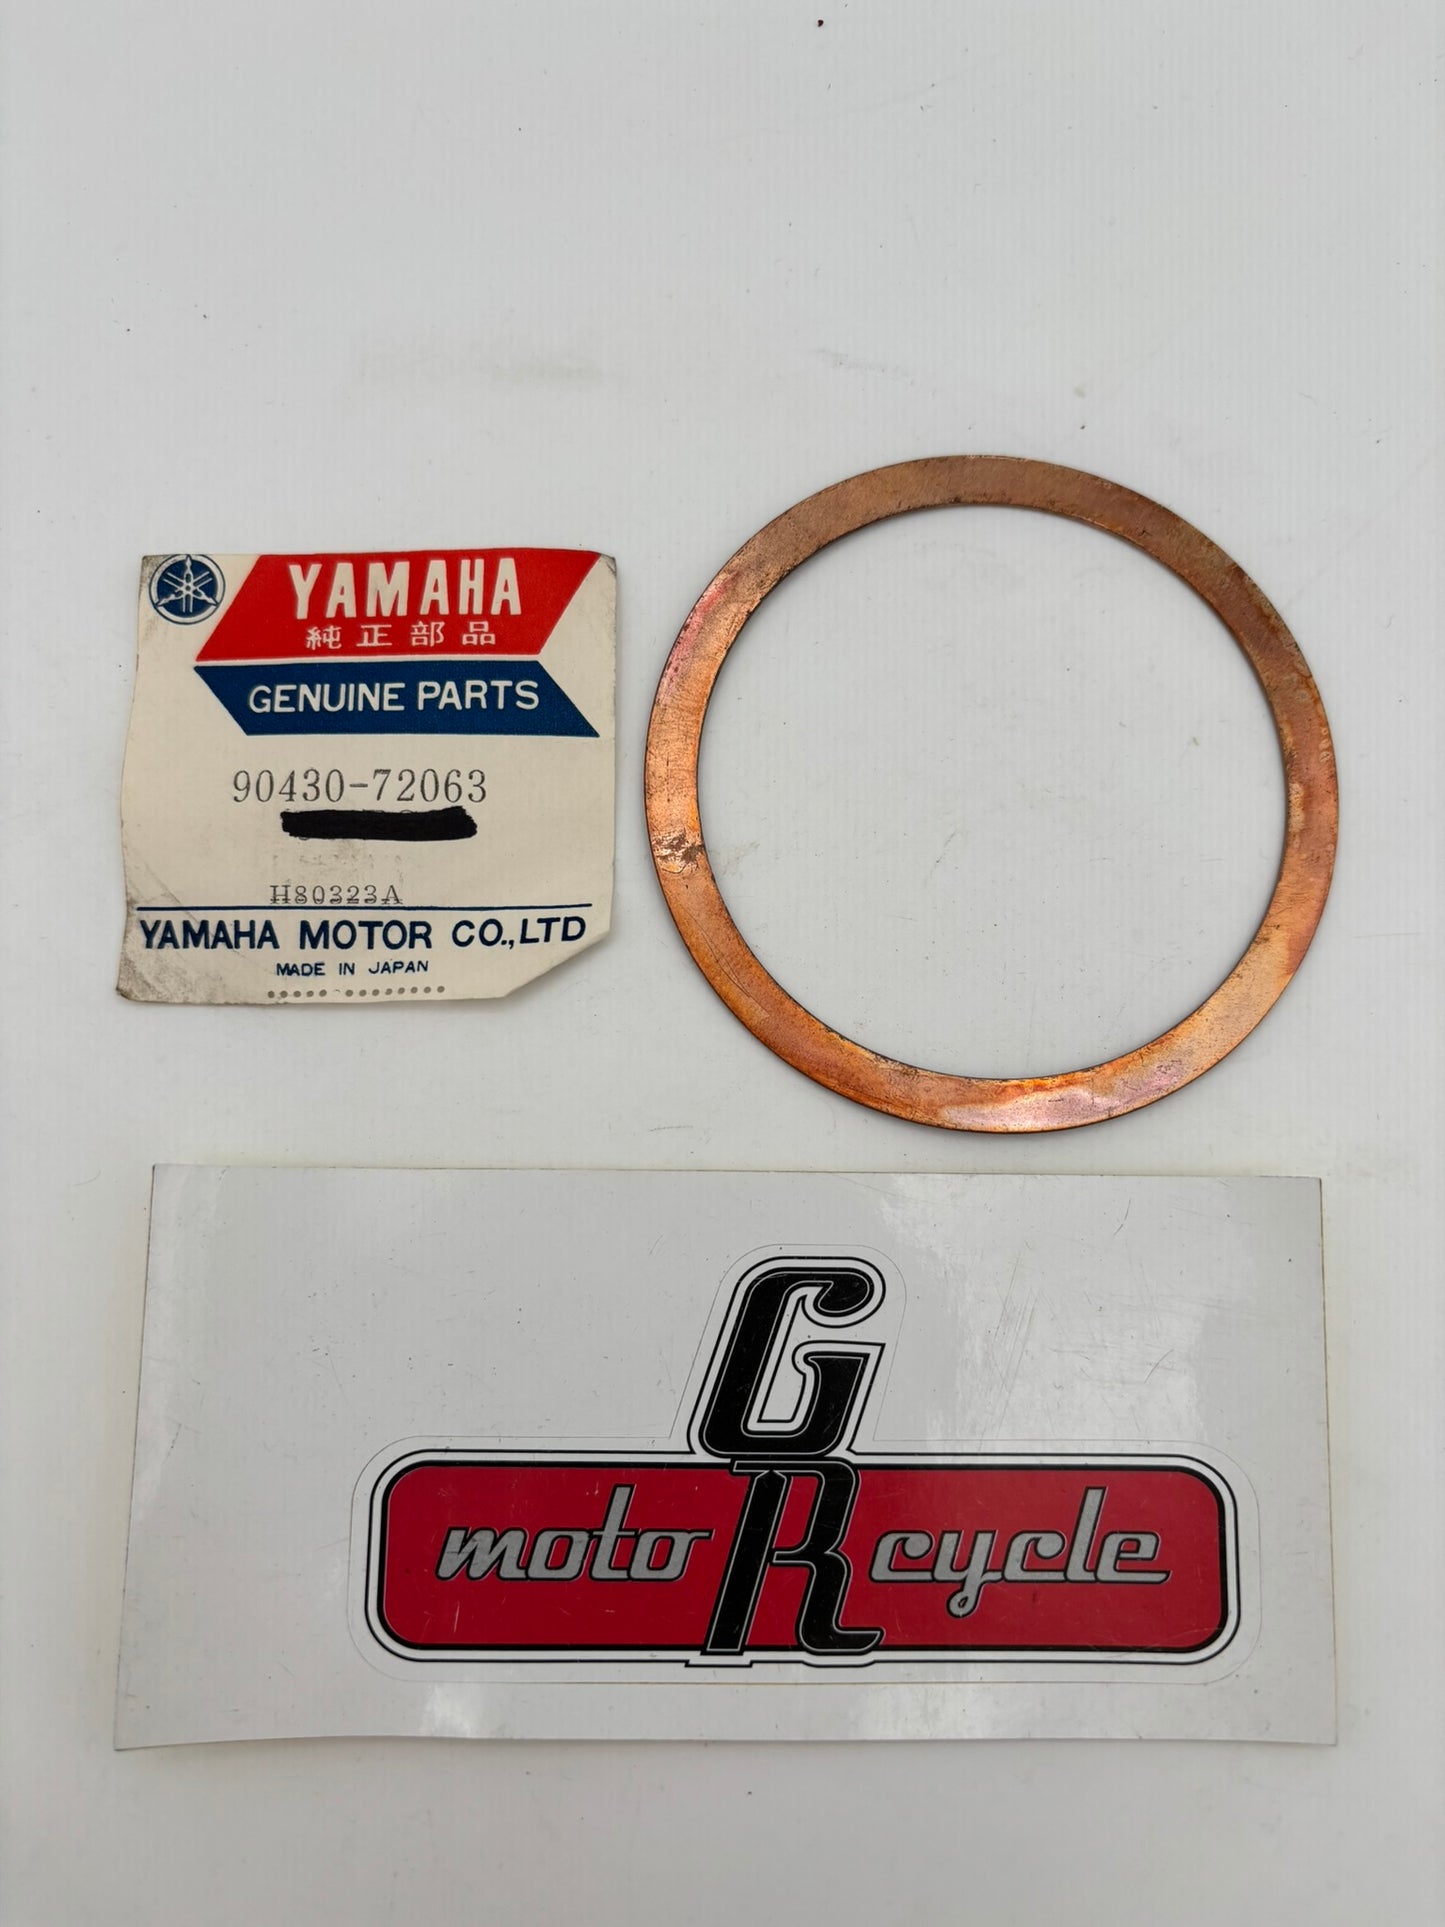 YAMAHA
純正部品
GENUINE PARTS
90430-72063
H80323A
YAMAHA MOTOR CO.,LTD
MADE IN JAPAN
G
moto R cycle